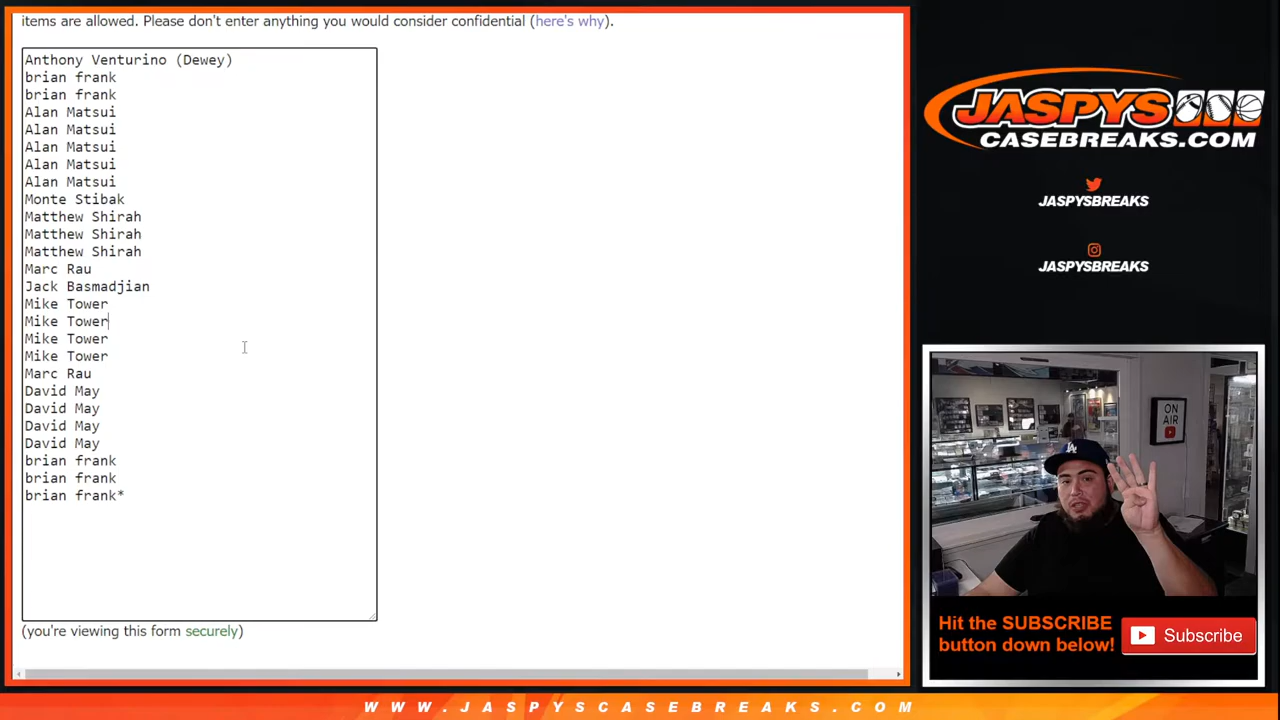 items are allowed. Please don't enter anything you would consider confidential (here's why).
Anthony Venturino (Dewey)
brian frank
brian frank
Alan Matsui
Alan Matsui
Alan Matsui
Alan Matsui
Alan Matsui
Monte Stibak
Matthew Shirah
Matthew Shirah
Matthew Shirah
Marc Rau
Jack Basmadjian
Mike Tower
Mike Tower
Mike Tower
Mike Tower
Marc Rau
David May
David May
David May
David May
brian frank
brian frank
brian frank*
(you're viewing this form securely)
JASPYS
CASEBREAKS.COM
JASPYSBREAKS
JASPYSBREAKS
ON
AIR
Hit the SUBSCRIBE
button down below!
Subscribe
WWW.JASPYSCASEBREAKS.COM